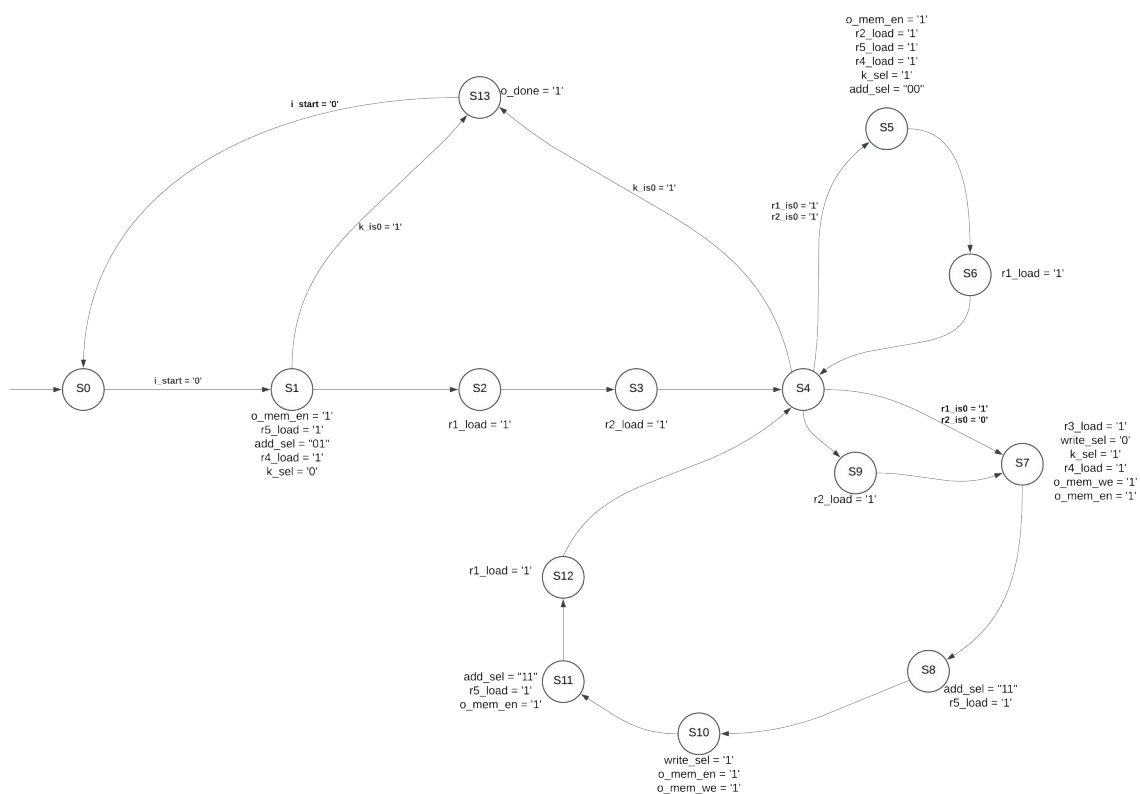 o_mem_en = '1'
r2_load = '1'
r5_load = '1'
r4_load = '1'
k_sel = '1'
add_sel = "00"
S13
o_done = '1'
i_start = '0'
S5
k_is0 = '1'
r1_is0 = '1'
r2_is0 = '1'
k_is0 = '1'
S6
r1_load = '1'
S0
i_start = '0'
S1
S2
S3
S4
o_mem_en = '1'
r5_load = '1'
add_sel = "01"
r4_load = '1'
k_sel = '0'
r1_load = '1'
r2_load = '1'
r1_is0 = '1'
r2_is0 = '0'
r3_load = '1'
write_sel = '0'
k_sel = '1'
r4_load = '1'
o_mem_we = '1'
o_mem_en = '1'
S7
S9
r2_load = '1'
r1_load = '1'
S12
add_sel = "11"
r5_load = '1'
o_mem_en = '1'
S11
S8
add_sel = "11"
r5_load = '1'
S10
write_sel = '1'
o_mem_en = '1'
o_mem_we = '1'